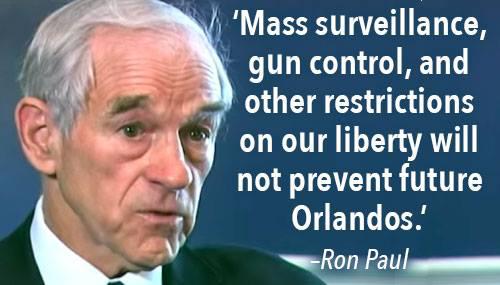 ‘Mass surveillance,
gun control, and
other restrictions
on our liberty will
not prevent future
Orlandos.’
–Ron Paul